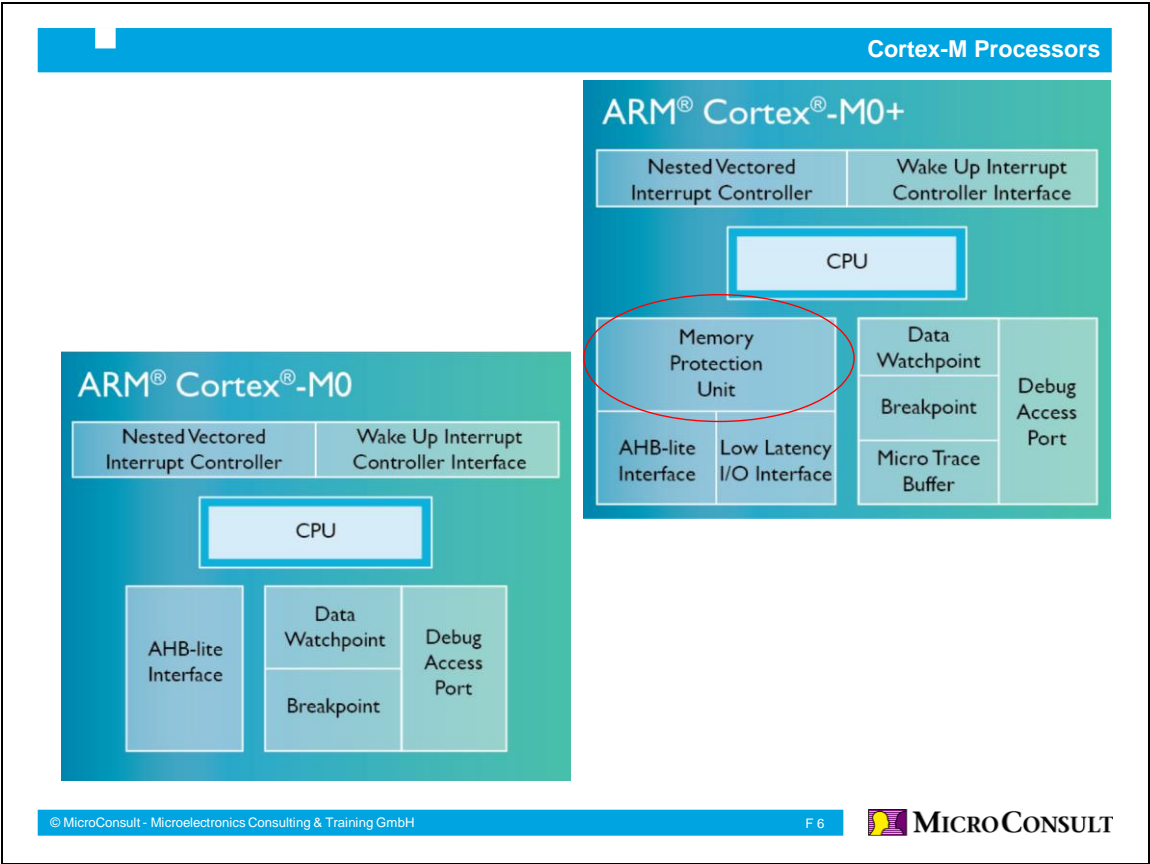 Cortex-M Processors
ARM® Cortex®-M0+
Nested Vectored
Interrupt Controller
Wake Up Interrupt
Controller Interface
CPU
Memory
Protection
Unit
AHB-lite
Interface
Low Latency
I/O Interface
Data
Watchpoint
Breakpoint
Micro Trace
Buffer
Debug
Access
Port
ARM® Cortex®-M0
Nested Vectored
Interrupt Controller
Wake Up Interrupt
Controller Interface
CPU
AHB-lite
Interface
Data
Watchpoint
Breakpoint
Debug
Access
Port
© MicroConsult - Microelectronics Consulting & Training GmbH
F 6
MICROCONSULT